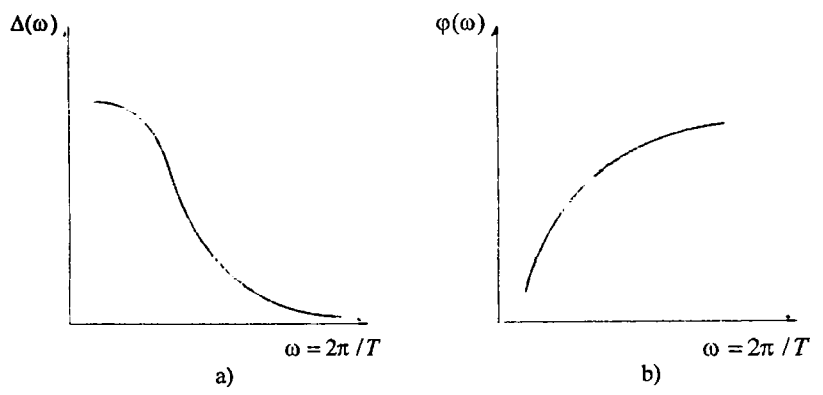 Δ(ω)
φ(ω)
ω = 2π / T
ω = 2π / T
a)
b)